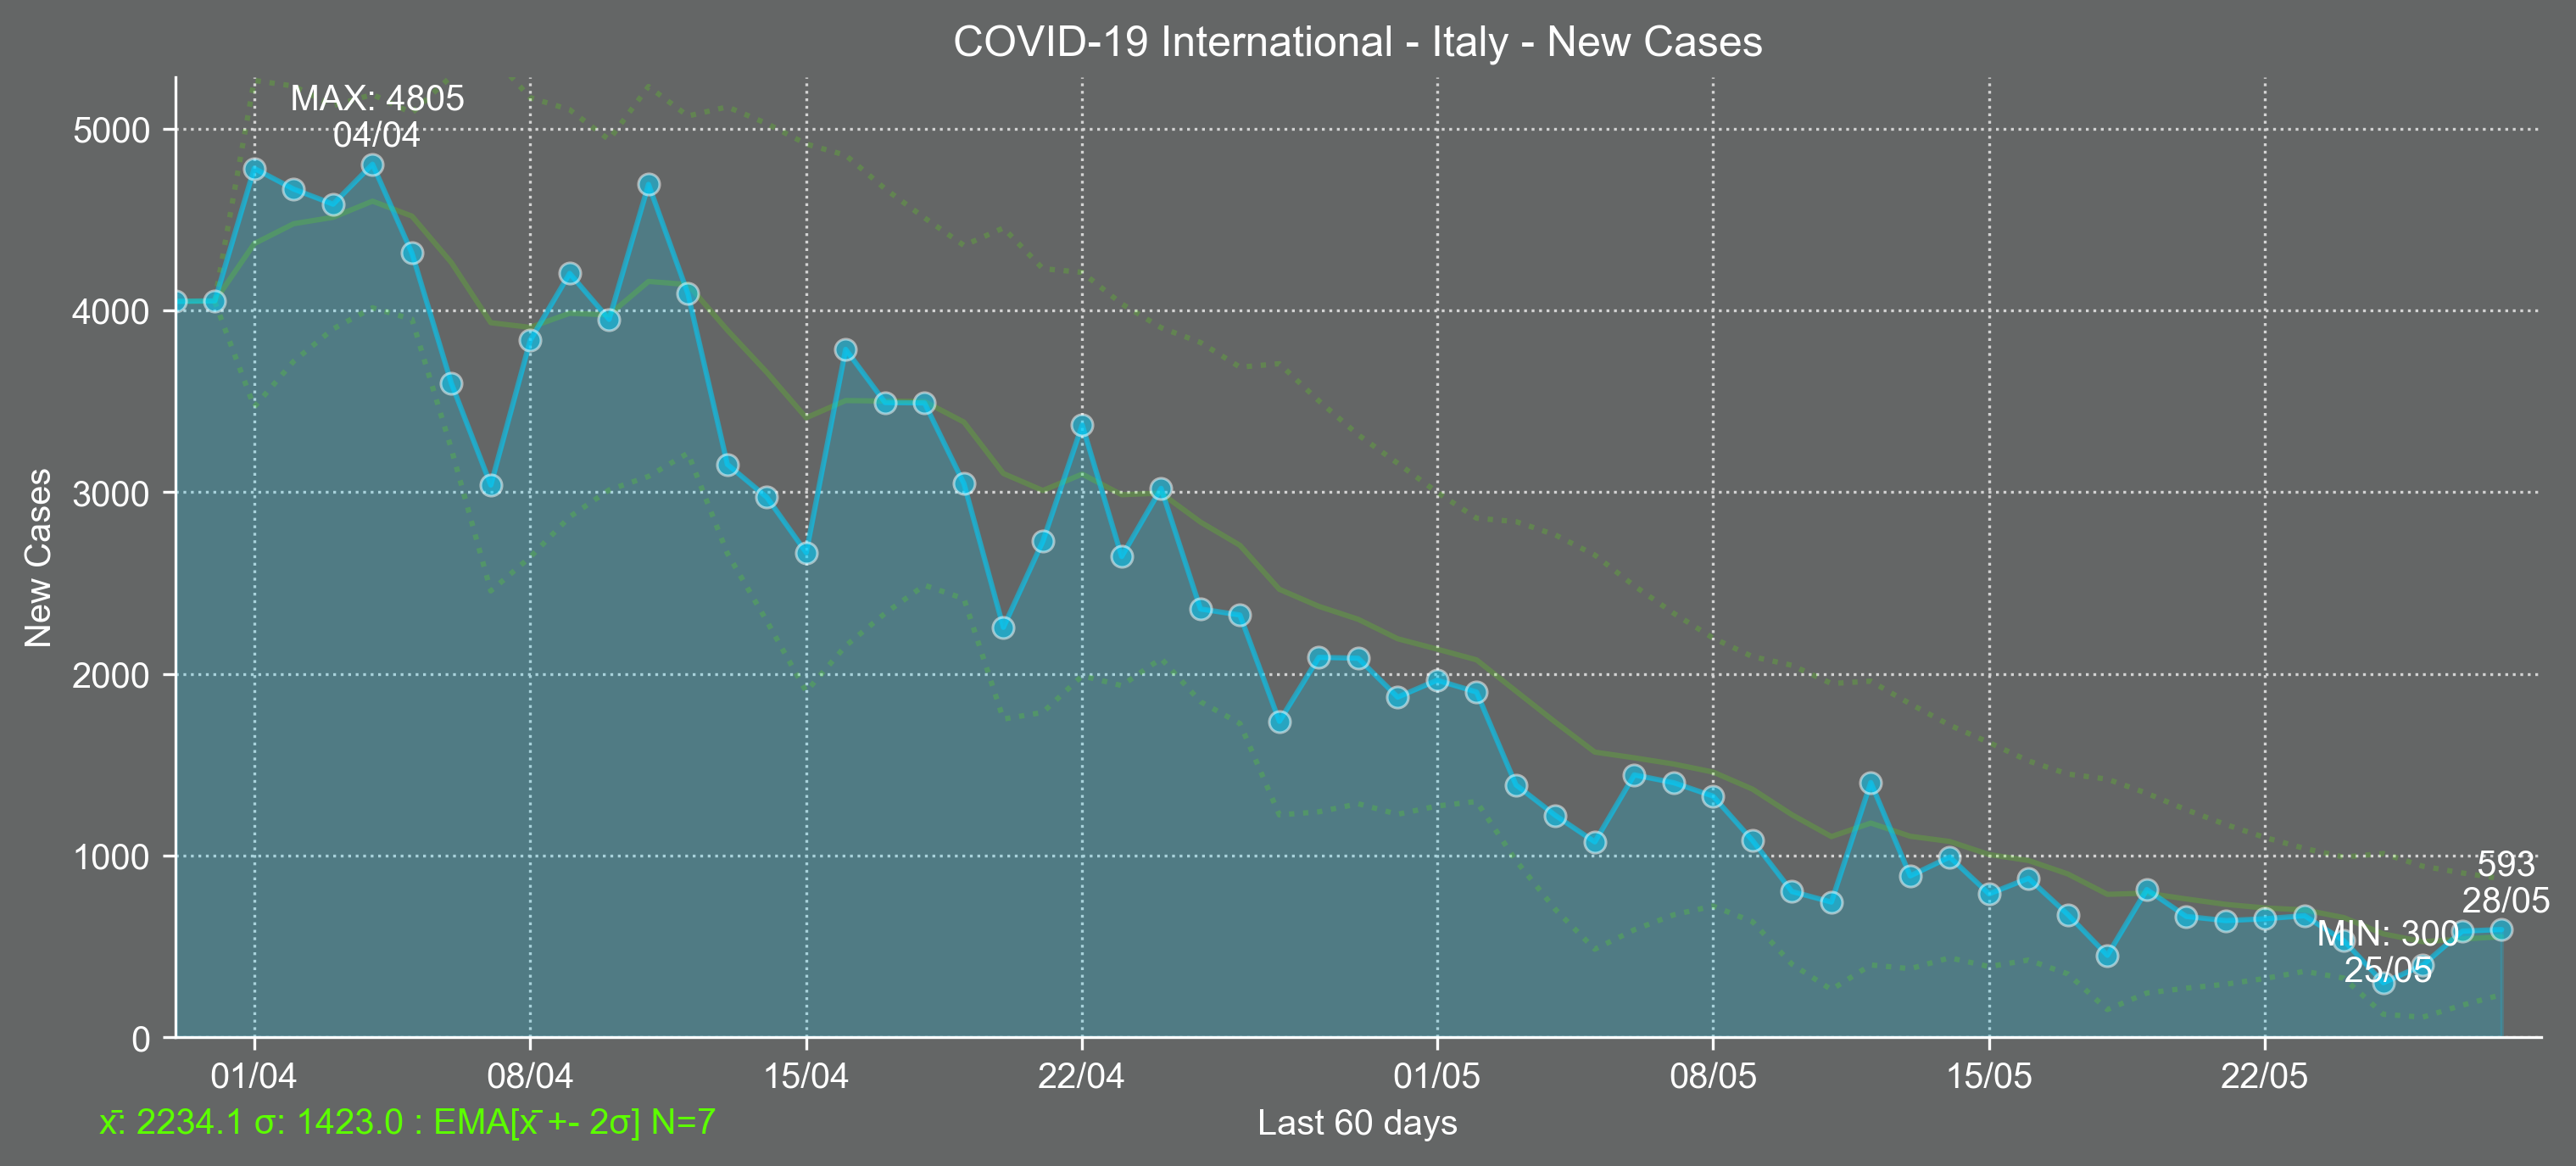 COVID-19 International - Italy - New Cases
MAX: 4805
04/04
5000
4000
3000
2000
1000
0
New Cases
593
28/05
MIN: 300
25/05
01/04 08/04 15/04 22/04 01/05 08/05 15/05 22/05
x̄: 2234.1 σ: 1423.0 : EMA[x̄ +- 2σ] N=7
Last 60 days